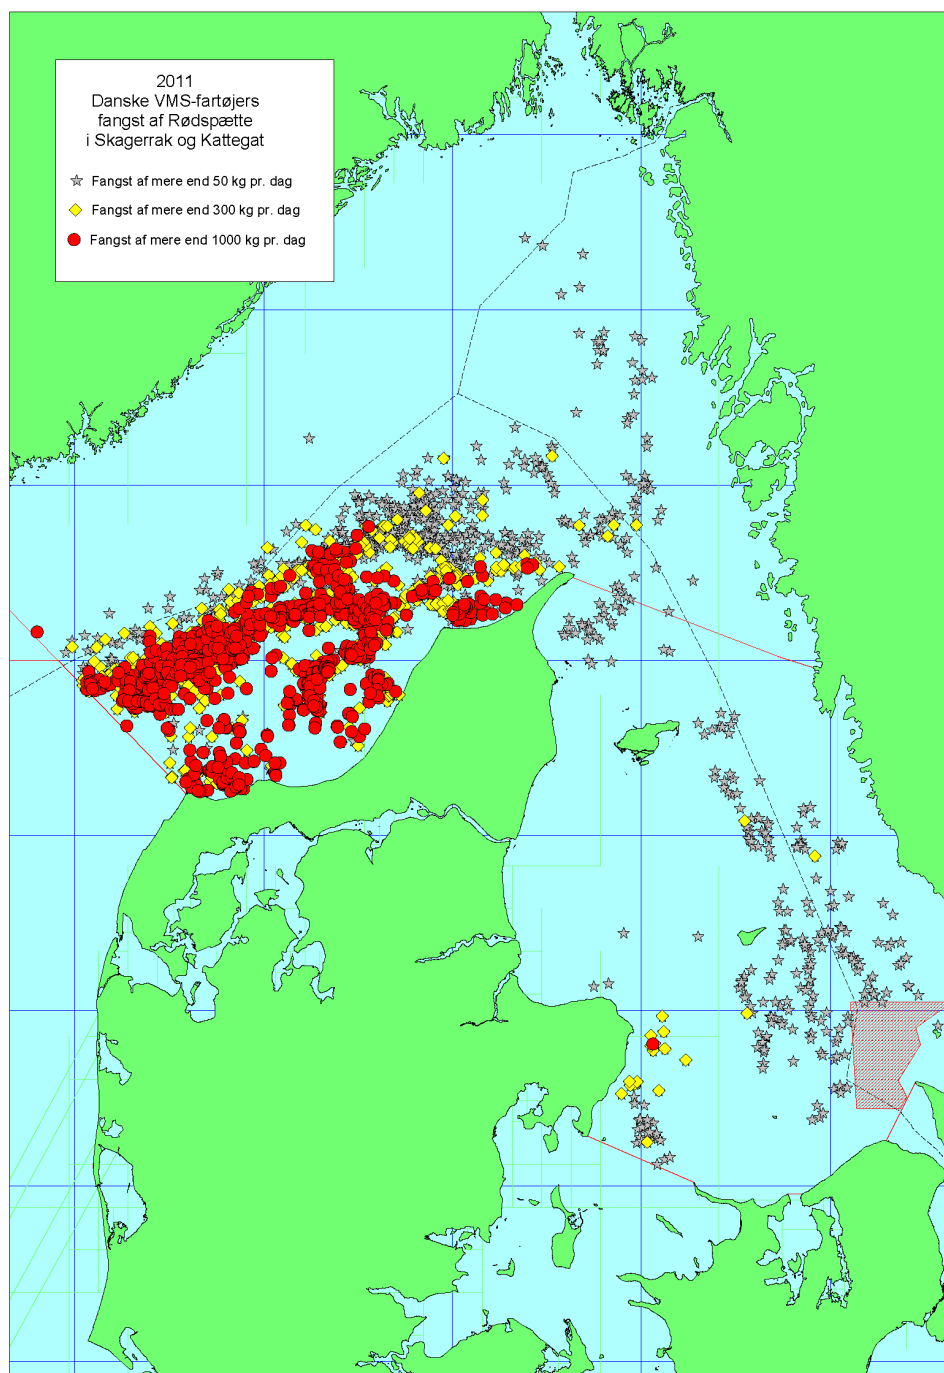 2011
Danske VMS-fartøjers
fangst af Rødspætte
i Skagerrak og Kattegat
Fangst af mere end 50 kg pr. dag
Fangst af mere end 300 kg pr. dag
Fangst af mere end 1000 kg pr. dag